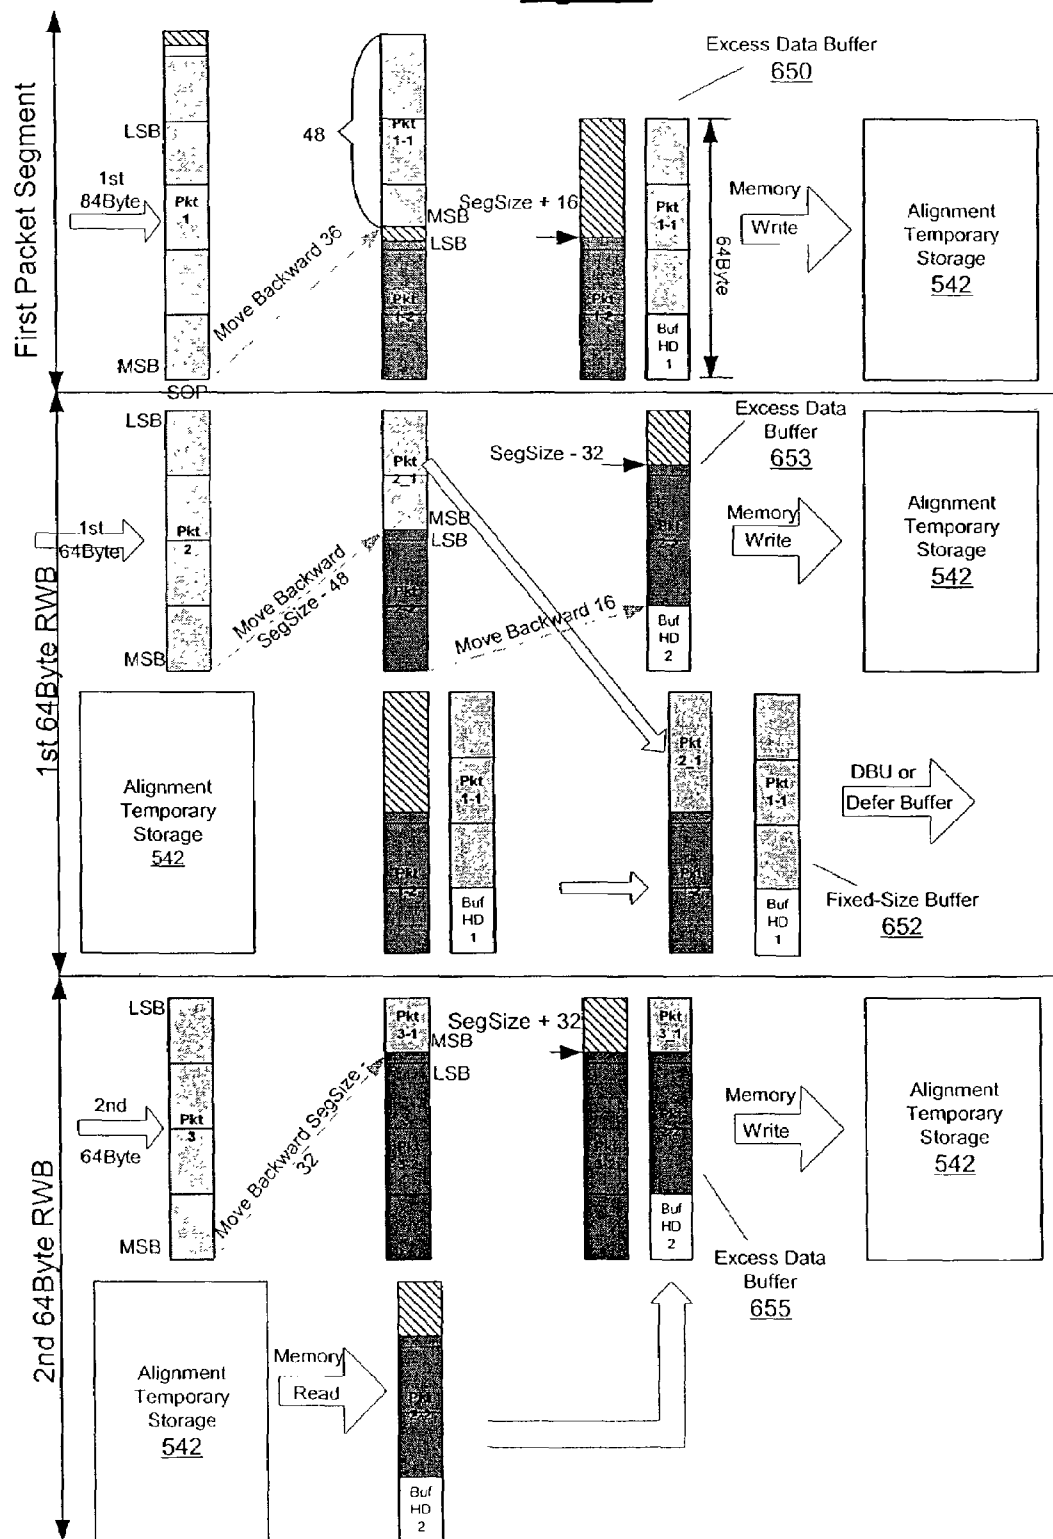 First Packet Segment
LSB
1st
84Byte
Pkt
1
MSB
SOP
48
Pkt
1-1
MSB
LSB
Move Backward 36
Pkt
1-2
SegSize + 16
Pkt
1-2
Excess Data Buffer
650
Pkt
1-1
Buf
HD
1
64Byte
Memory
Write
Alignment
Temporary
Storage
542
1st 64Byte RWB
LSB
1st
64Byte
Pkt
2
MSB
Pkt
2_1
MSB
LSB
Move Backward
SegSize - 48
Move Backward 16
SegSize - 32
Excess Data
Buffer
653
Buf
HD
2
Memory
Write
Alignment
Temporary
Storage
542
Alignment
Temporary
Storage
542
Pkt
1-2
Pkt
1-1
Buf
HD
1
Pkt
2_1
Pkt
1-2
Pkt
1-1
Buf
HD
1
DBU or
Defer Buffer
Fixed-Size Buffer
652
2nd 64Byte RWB
LSB
2nd
64Byte
Pkt
3
MSB
Move Backward SegSize -
32
Pkt
3-1
MSB
LSB
SegSize + 32
Pkt
3_1
Buf
HD
2
Excess Data
Buffer
655
Memory
Write
Alignment
Temporary
Storage
542
Alignment
Temporary
Storage
542
Memory
Read
Buf
HD
2